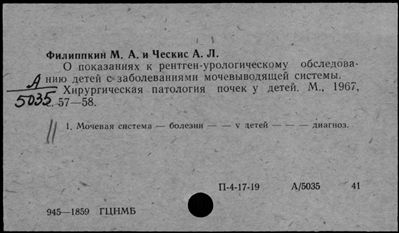 Филиппкин М. А. и Ческис А. Л.
О показаниях к рентген-урологическому обследова-
нию детей с заболеваниями мочевыводящей системы.
А
5035
Хирургическая патология почек у детей. М., 1967,
с. 57—58.
1. Мочевая система — болезни — — у детей — — — диагноз.
П-4-17-19 А/5035 41
945—1859 ГЦНМБ